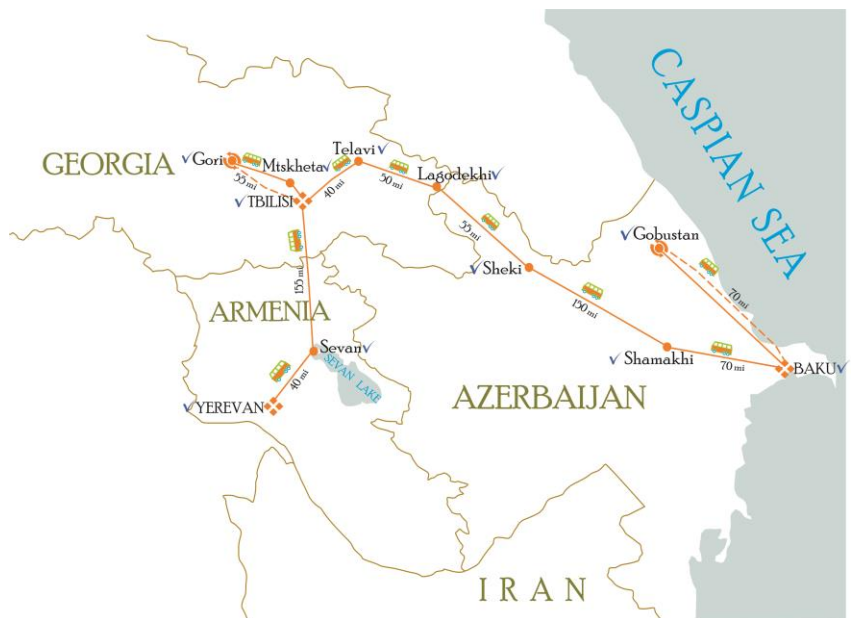 CASPIAN SEA
GEORGIA
Gori
55 mi
Mtskheta
TBILISI
Telavi
40 mi
50 mi
Lagodekhi
55 mi
Sheki
Gobustan
70 mi
150 mi
155 mi
ARMENIA
Sevan
SEVAN LAKE
40 mi
YEREVAN
Shamakhi
70 mi
BAKU
AZERBAIJAN
IRAN